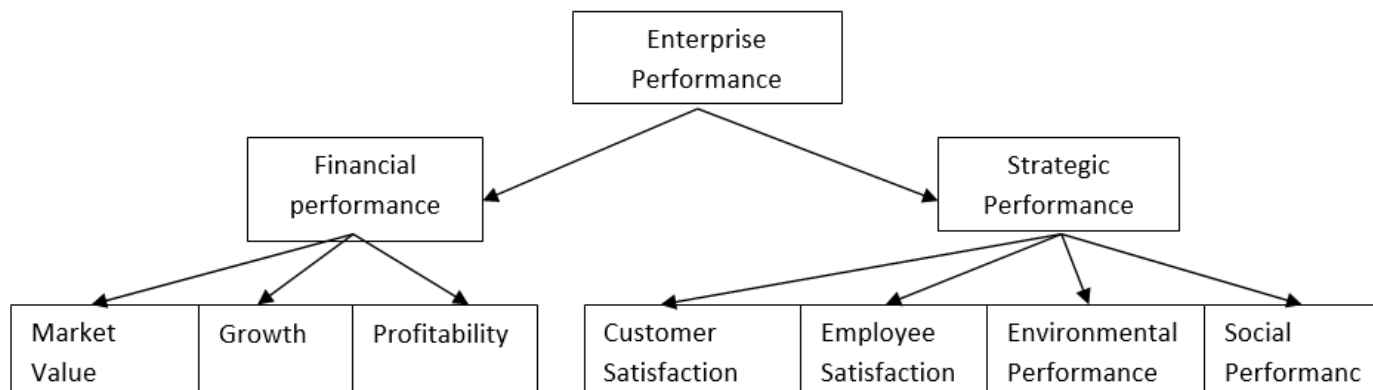 Enterprise
Performance
Financial
performance
Strategic
Performance
Market
Value
Growth
Profitability
Customer
Satisfaction
Employee
Satisfaction
Environmental
Performance
Social
Performanc